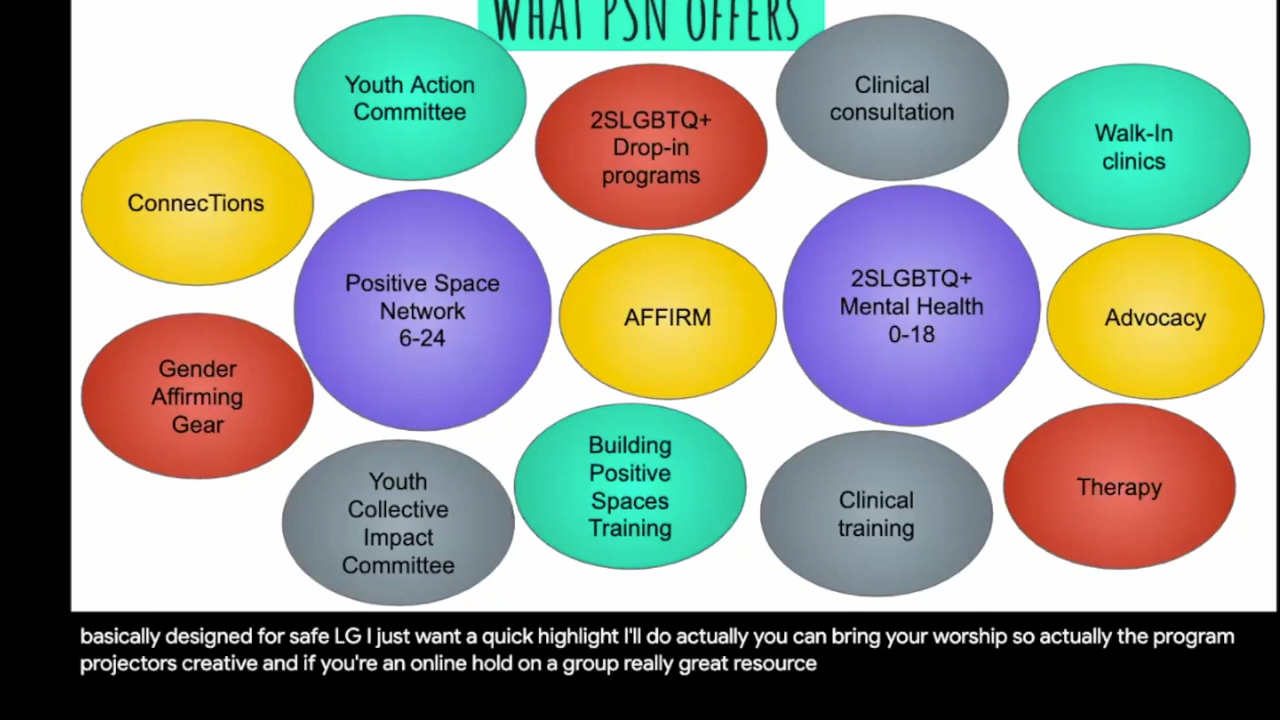 WHAT PSN OFFERS
Youth Action
Committee
2SLGBTQ+
Drop-in
programs
Clinical
consultation
Walk-In
clinics
ConnecTions
Positive Space
Network
6-24
AFFIRM
2SLGBTQ+
Mental Health
0-18
Advocacy
Gender
Affirming
Gear
Youth
Collective
Impact
Committee
Building
Positive
Spaces
Training
Clinical
training
Therapy
basically designed for safe LG I just want a quick highlight I'll do actually you can bring your worship so actually the program
projectors creative and if you're an online hold on a group really great resource